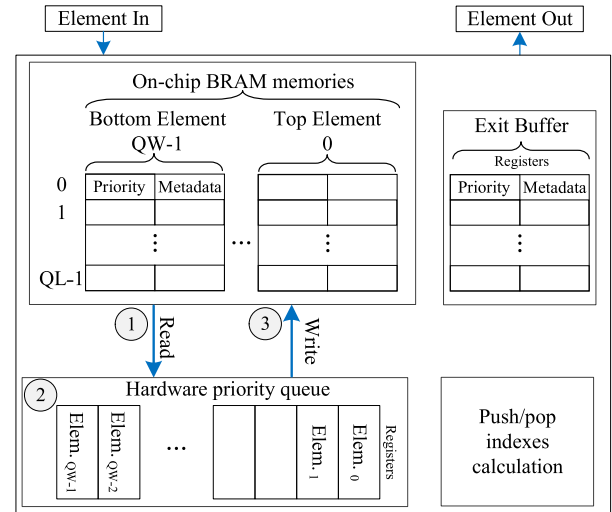 Element In
Element Out
On-chip BRAM memories
Bottom Element
QW-1
Top Element
0
Exit Buffer
Registers
0
Priority
Metadata
Priority
Metadata
1
⋮
...
⋮
⋮
QL-1
1
Read
3
Write
2
Hardware priority queue
Elem. QW-1
Elem. QW-2
...
Elem. 1
Elem. 0
Registers
Push/pop
indexes
calculation